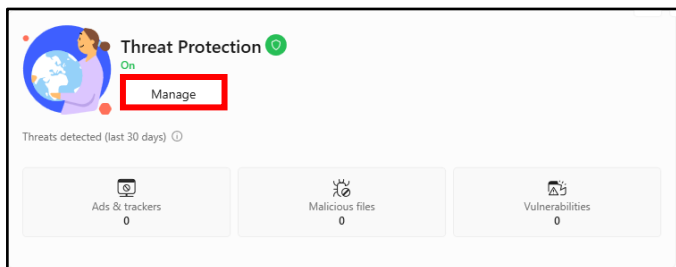 Threat Protection
On
Manage
Threats detected (last 30 days)
Ads & trackers
0
Malicious files
0
Vulnerabilities
0